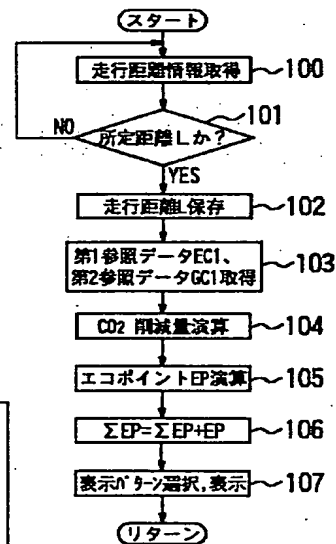 スタート
走行距離情報取得 100
所定距離Lか? 101
NO
YES
走行距離L保存 102
第1参照データEC1、
第2参照データGC1取得 103
CO2 削減量演算 104
エコポイントEP演算 105
ΣEP=ΣEP+EP 106
表示パターン選択,表示 107
リターン